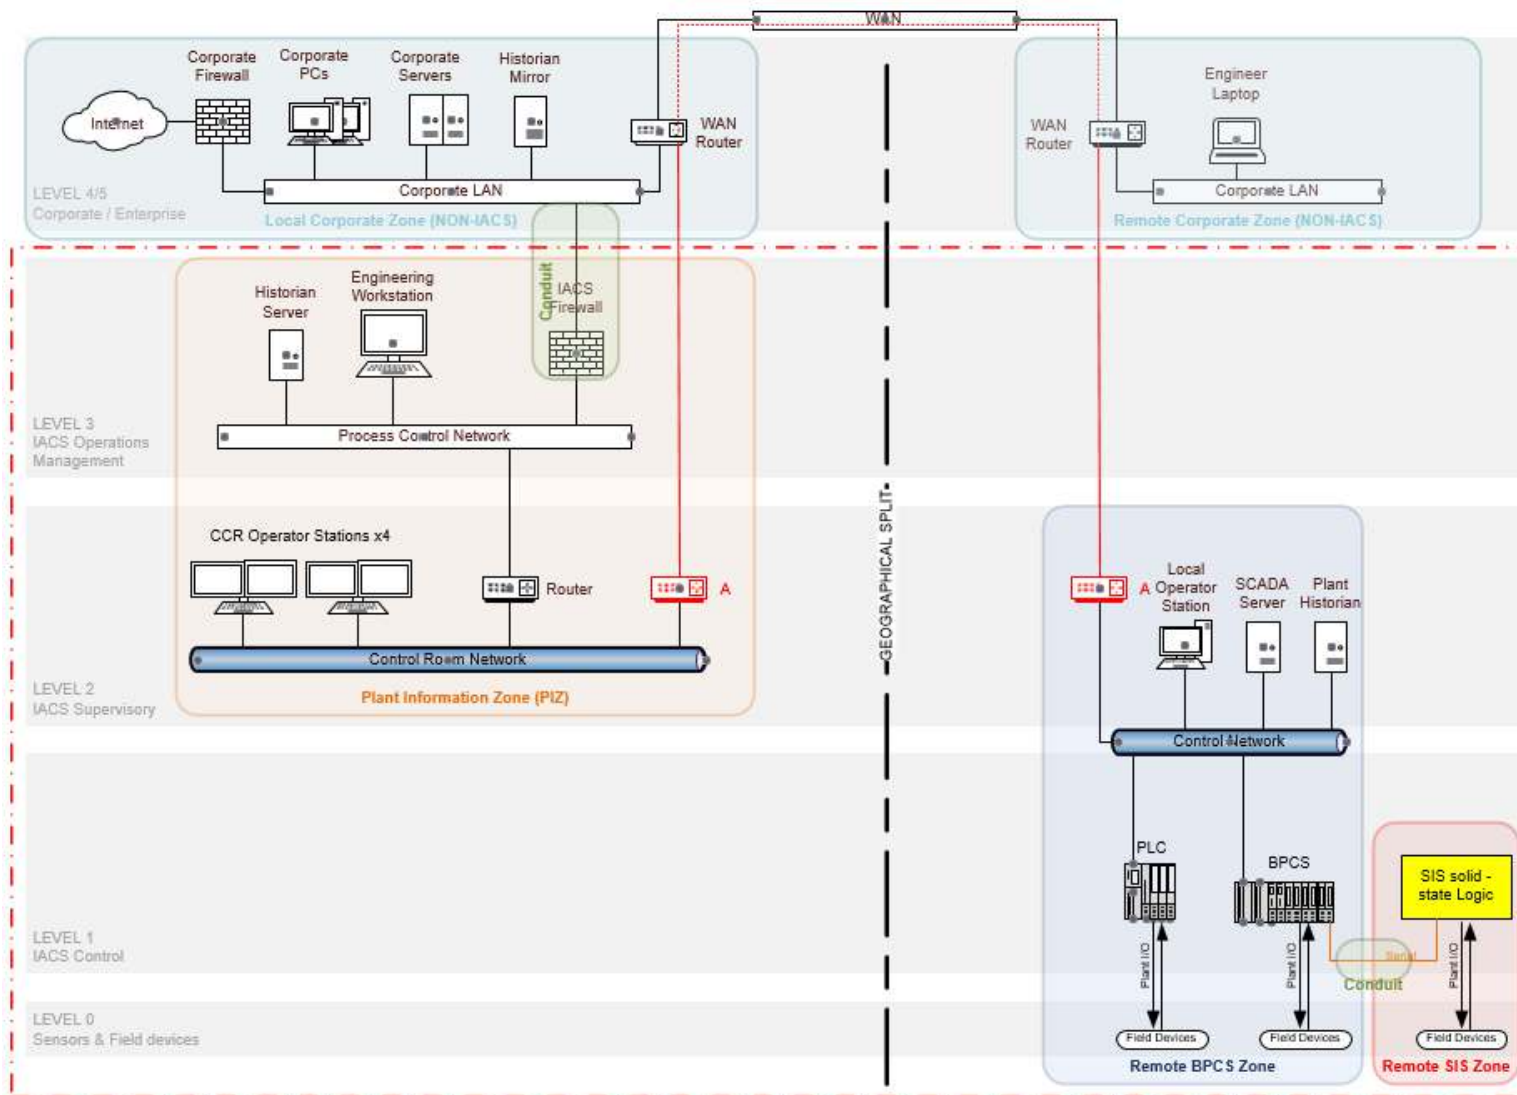 WAN
Corporate
Firewall
Corporate
PCs
Corporate
Servers
Historian
Mirror
Internet
WAN
Router
Corporate LAN
LEVEL 4/5
Corporate / Enterprise
Local Corporate Zone (NON-IACS)
WAN
Router
Engineer
Laptop
Corporate LAN
Remote Corporate Zone (NON-IACS)
Conduit
Historian
Server
Engineering
Workstation
IACS
Firewall
LEVEL 3
IACS Operations
Management
Process Control Network
GEOGRAPHICAL SPLIT
CCR Operator Stations x4
Router
A
Control Room Network
LEVEL 2
IACS Supervisory
Plant Information Zone (PIZ)
A
Local
Operator
Station
SCADA
Server
Plant
Historian
Control Network
PLC
BPCS
SIS solid -
state Logic
LEVEL 1
IACS Control
Plant I/O
Plant I/O
Serial
Plant I/O
Conduit
LEVEL 0
Sensors & Field devices
Field Devices
Field Devices
Field Devices
Remote BPCS Zone
Remote SIS Zone